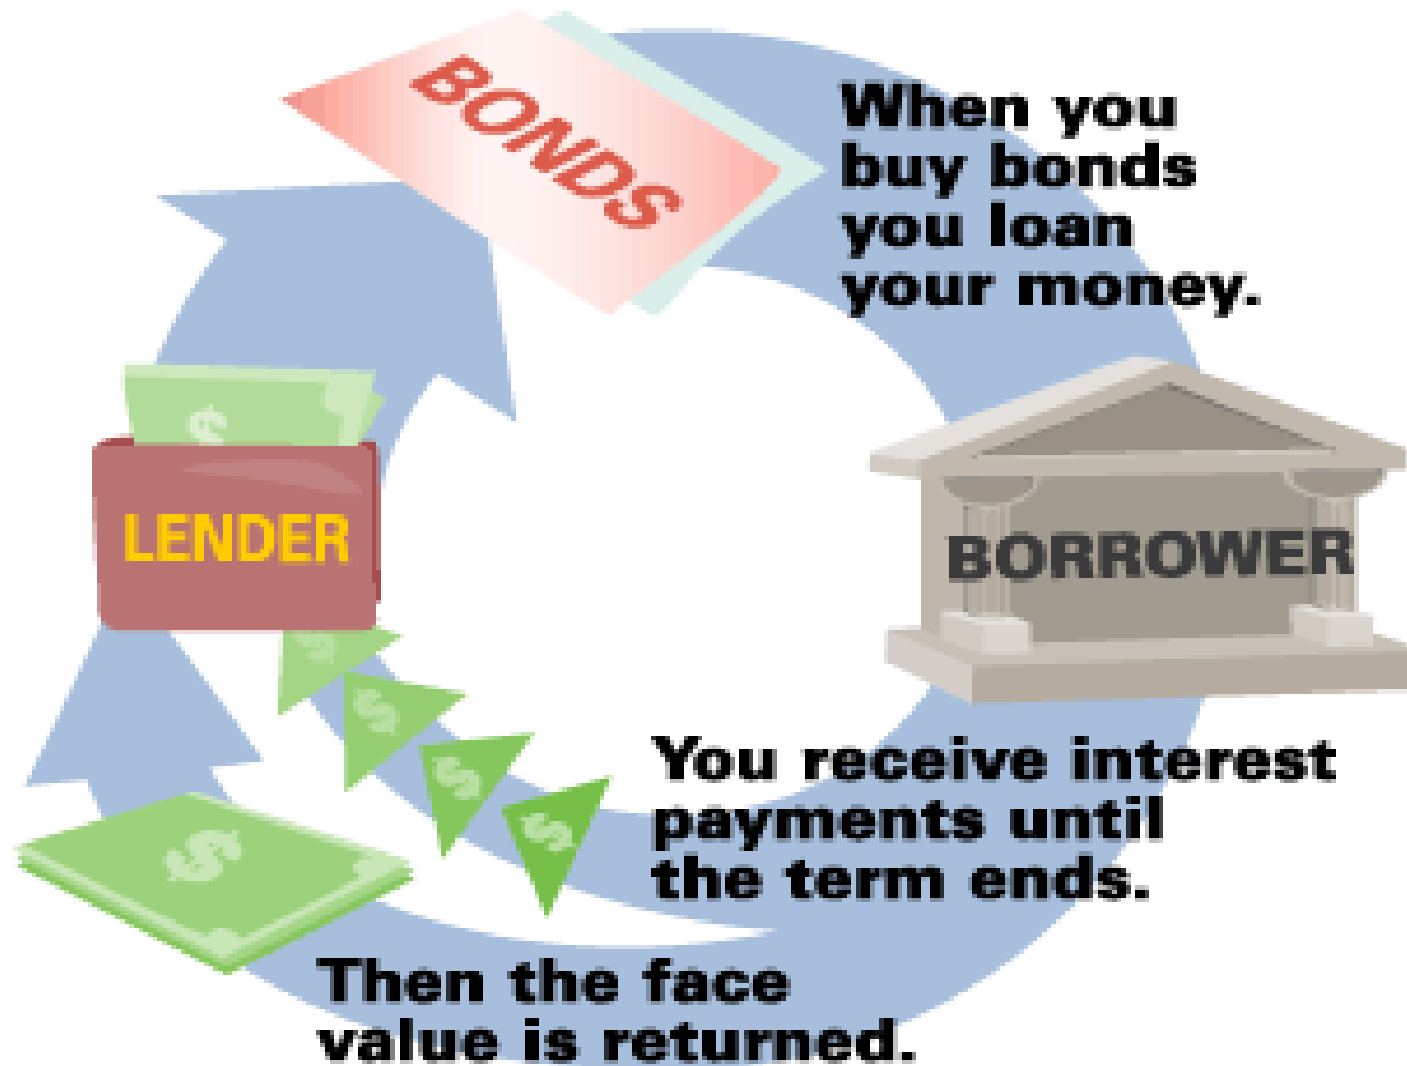 BONDS
When you
buy bonds
you loan
your money.
$
LENDER
BORROWER
$
$
$
$
You receive interest
payments until
the term ends.
$
Then the face
value is returned.